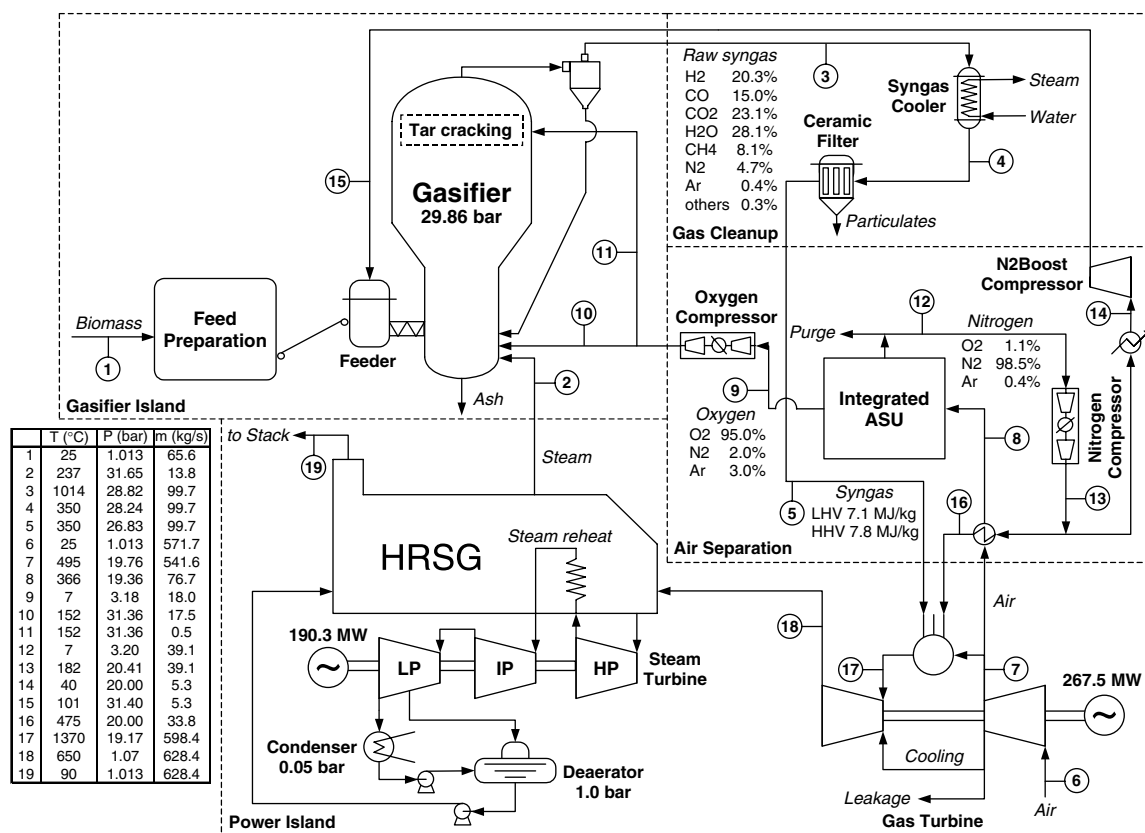 Raw syngas
H2 20.3%
CO 15.0%
CO2 23.1%
H2O 28.1%
CH4 8.1%
N2 4.7%
Ar 0.4%
others 0.3%
3
Syngas
Cooler
Steam
Water
4
Ceramic
Filter
Particulates
Gas Cleanup
Tar cracking
Gasifier
29.86 bar
15
11
10
Biomass
1
Feed
Preparation
Feeder
2
Ash
Gasifier Island
N2Boost
Compressor
14
Oxygen
Compressor
12
Purge
Nitrogen
O2 1.1%
N2 98.5%
Ar 0.4%
9
Integrated
ASU
8
Nitrogen
Compressor
13
Oxygen
O2 95.0%
N2 2.0%
Ar 3.0%
16
5
Syngas
LHV 7.1 MJ/kg
HHV 7.8 MJ/kg
Air Separation
T (°C) P (bar) m (kg/s)
1 25 1.013 65.6
2 237 31.65 13.8
3 1014 28.82 99.7
4 350 28.24 99.7
5 350 26.83 99.7
6 25 1.013 571.7
7 495 19.76 541.6
8 366 19.36 76.7
9 7 3.18 18.0
10 152 31.36 17.5
11 152 31.36 0.5
12 7 3.20 39.1
13 182 20.41 39.1
14 40 20.00 5.3
15 101 31.40 5.3
16 475 20.00 33.8
17 1370 19.17 598.4
18 650 1.07 628.4
19 90 1.013 628.4
to Stack
19
Steam
Steam reheat
HRSG
190.3 MW
~
LP
IP
HP
Steam
Turbine
Condenser
0.05 bar
Deaerator
1.0 bar
Power Island
18
17
Air
7
267.5 MW
~
Cooling
Leakage
6
Air
Gas Turbine